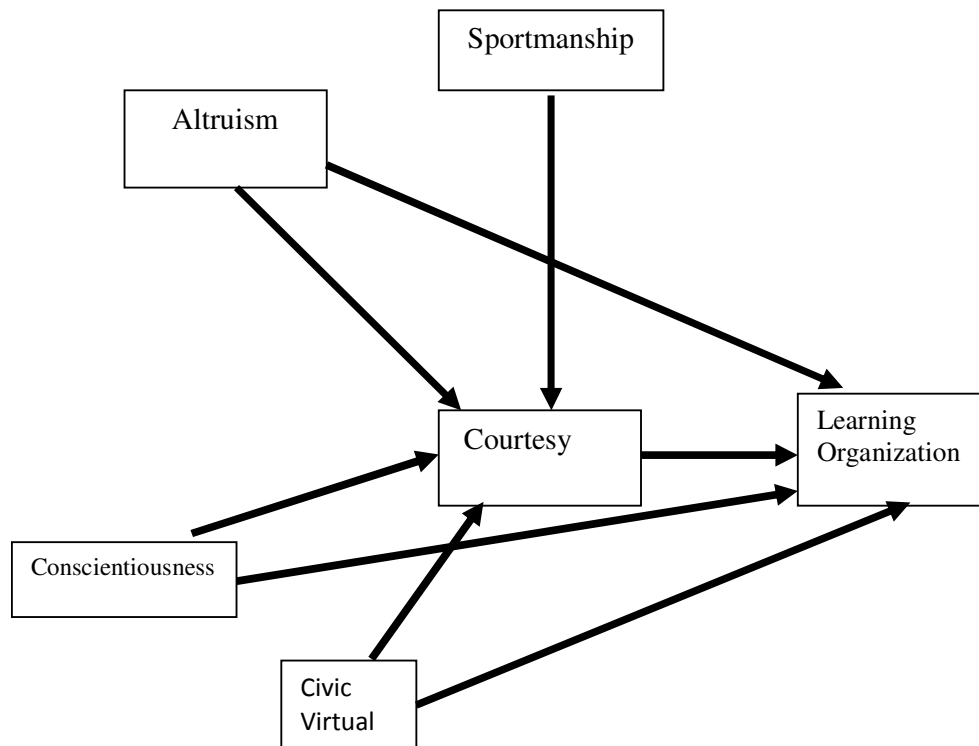 Sportmanship
Altruism
Courtesy
Learning
Organization
Conscientiousness
Civic
Virtual